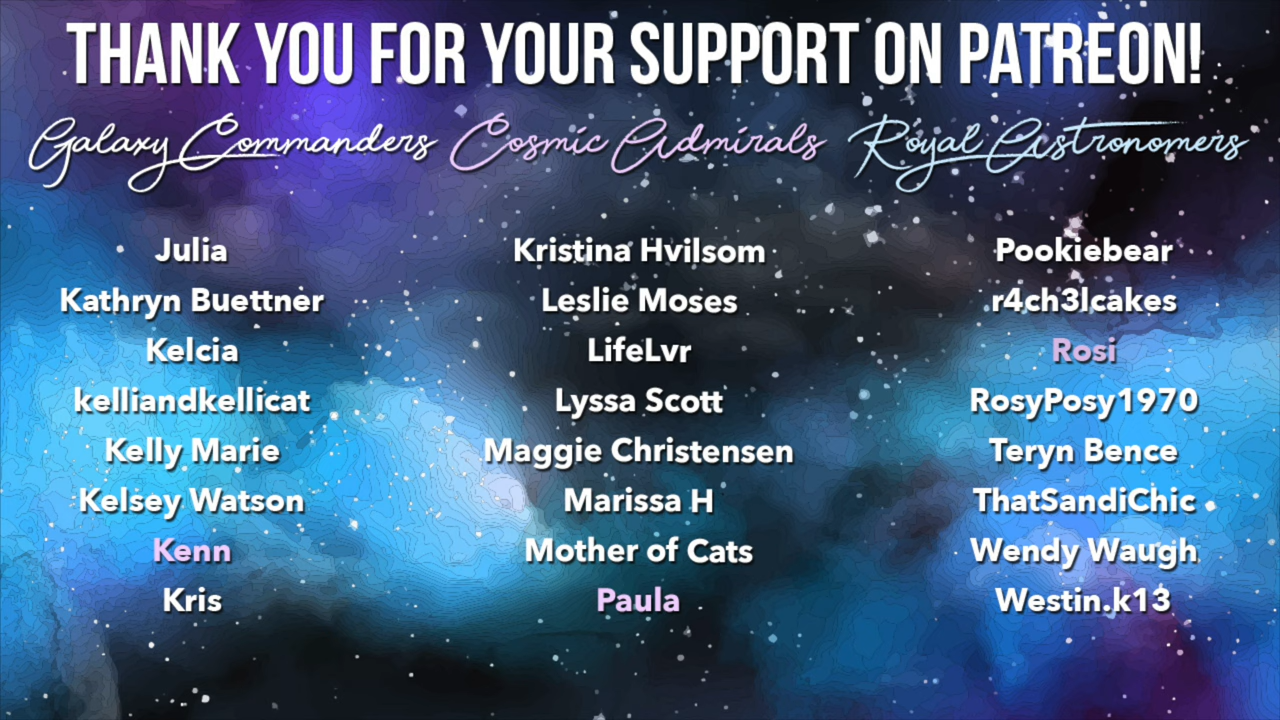 THANK YOU FOR YOUR SUPPORT ON PATREON!
Galaxy Commanders
Cosmic Admirals
Royal Astronomers
Julia
Kathryn Buettner
Kelcia
kelliandkellicat
Kelly Marie
Kelsey Watson
Kenn
Kris
Kristina Hvilsom
Leslie Moses
LifeLvr
Lyssa Scott
Maggie Christensen
Marissa H
Mother of Cats
Paula
Pookiebear
r4ch3lcakes
Rosi
RosyPosy1970
Teryn Bence
ThatSandiChic
Wendy Waugh
Westin.k13